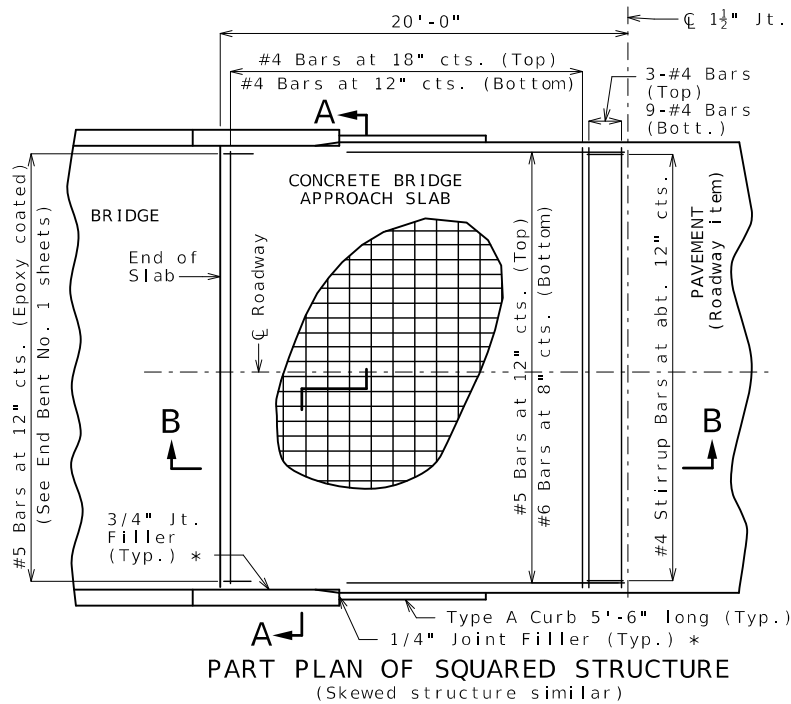 20'-0"
℄ 1½" Jt.
#4 Bars at 18" cts. (Top)
#4 Bars at 12" cts. (Bottom)
3-#4 Bars
(Top)
9-#4 Bars
(Bott.)
A
CONCRETE BRIDGE
APPROACH SLAB
BRIDGE
End of
Slab
℄ Roadway
#5 Bars at 12" cts. (Epoxy coated)
(See End Bent No. 1 sheets)
#5 Bars at 12" cts. (Top)
#6 Bars at 8" cts. (Bottom)
#4 Stirrup Bars at abt. 12" cts.
PAVEMENT
(Roadway item)
B
B
3/4" Jt.
Filler
(Typ.) *
A
Type A Curb 5'-6" long (Typ.)
1/4" Joint Filler (Typ.) *
PART PLAN OF SQUARED STRUCTURE
(Skewed structure similar)